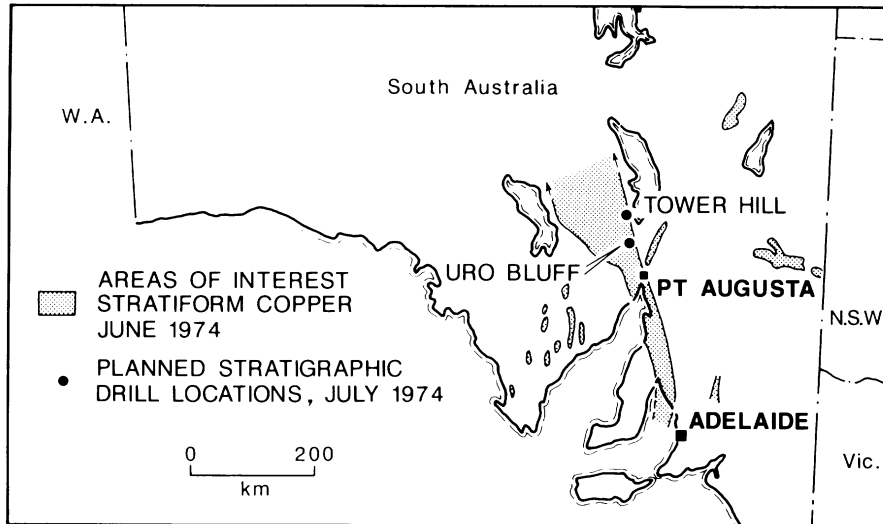 South Australia
W.A.
TOWER HILL
URO BLUFF
PT AUGUSTA
AREAS OF INTEREST
STRATIFORM COPPER
JUNE 1974
N.S.W
PLANNED STRATIGRAPHIC
DRILL LOCATIONS, JULY 1974
ADELAIDE
0 200
km
Vic.